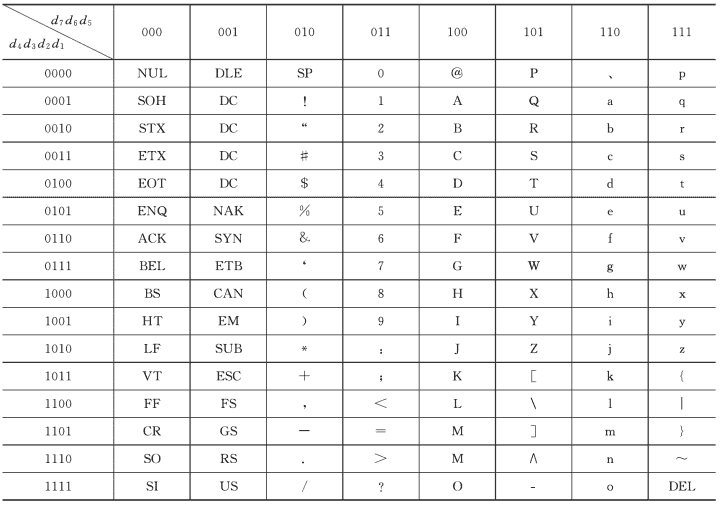 d₇d₆d₅ 000 001 010 011 100 101 110 111
d₄d₃d₂d₁
0000 NUL DLE SP 0 @ P 、 p
0001 SOH DC ! 1 A Q a q
0010 STX DC “ 2 B R b r
0011 ETX DC # 3 C S c s
0100 EOT DC $ 4 D T d t
0101 ENQ NAK % 5 E U e u
0110 ACK SYN & 6 F V f v
0111 BEL ETB ‘ 7 G W g w
1000 BS CAN ( 8 H X h x
1001 HT EM ) 9 I Y i y
1010 LF SUB * : J Z j z
1011 VT ESC + ; K [ k {
1100 FF FS , < L \ l |
1101 CR GS − = M ] m }
1110 SO RS . > M ∧ n ~
1111 SI US / ? O - o DEL